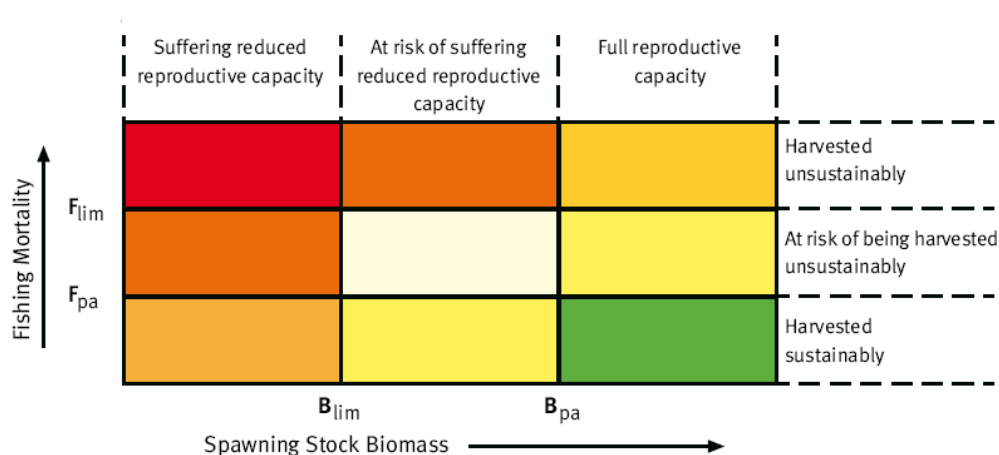 Suffering reduced
reproductive capacity
At risk of suffering
reduced reproductive
capacity
Full reproductive
capacity
Harvested
unsustainably
At risk of being harvested
unsustainably
Harvested
sustainably
Fishing Mortality
Flim
Fpa
Blim
Bpa
Spawning Stock Biomass